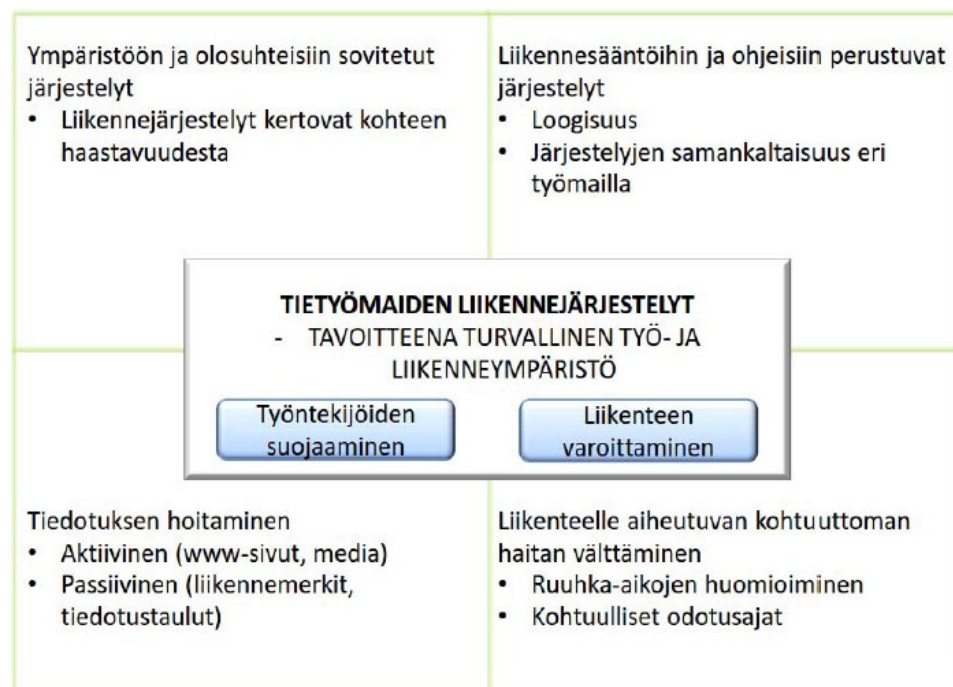 Ympäristöön ja olosuhteisiin sovitetut
järjestelyt
• Liikennejärjestelyt kertovat kohteen
haastavuudesta
Liikennesääntöihin ja ohjeisiin perustuvat
järjestelyt
• Loogisuus
• Järjestelyjen samankaltaisuus eri
työmailla
TIETYÖMAIDEN LIIKENNEJÄRJESTELYT
- TAVOITTEENA TURVALLINEN TYÖ- JA
LIIKENNEYMPÄRISTÖ
Työntekijöiden
suojaaminen
Liikenteen
varoittaminen
Tiedotuksen hoitaminen
• Aktiivinen (www-sivut, media)
• Passiivinen (liikennemerkit,
tiedotustaulut)
Liikenteelle aiheutuvan kohtuuttoman
haitan välttäminen
• Ruuhka-aikojen huomioiminen
• Kohtuulliset odotusajat